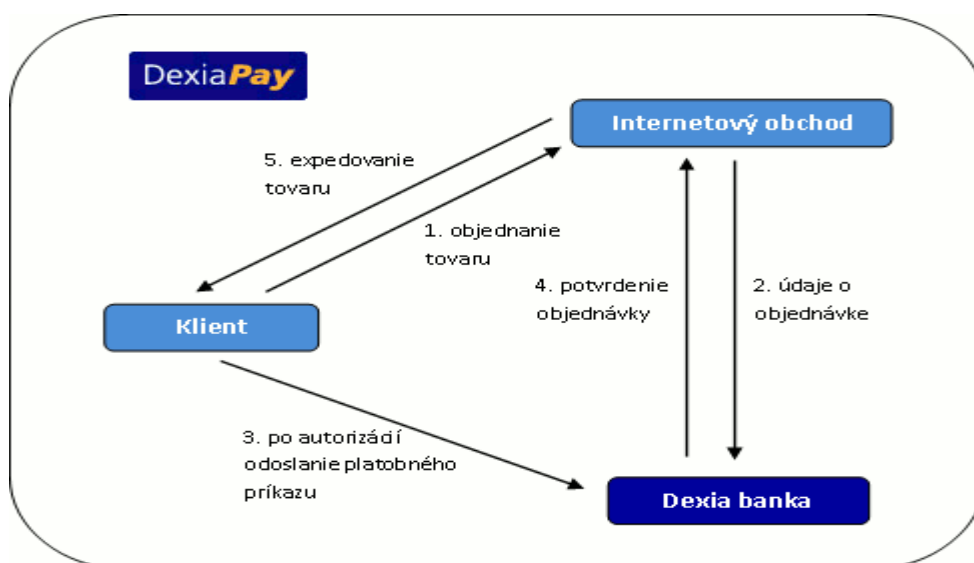 DexiaPay
Internetový obchod
5. expedovanie
tovaru
1. objednanie
tovaru
4. potvrdenie
objednávky
2. údaje o
objednávke
Klient
3. po autorizácií
odoslanie platobného
príkazu
Dexia banka